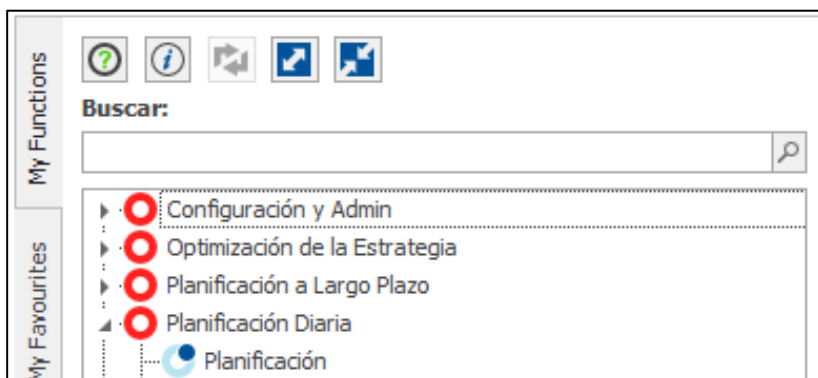 My Functions
My Favourites
Buscar:
Configuración y Admin
Optimización de la Estrategia
Planificación a Largo Plazo
Planificación Diaria
Planificación